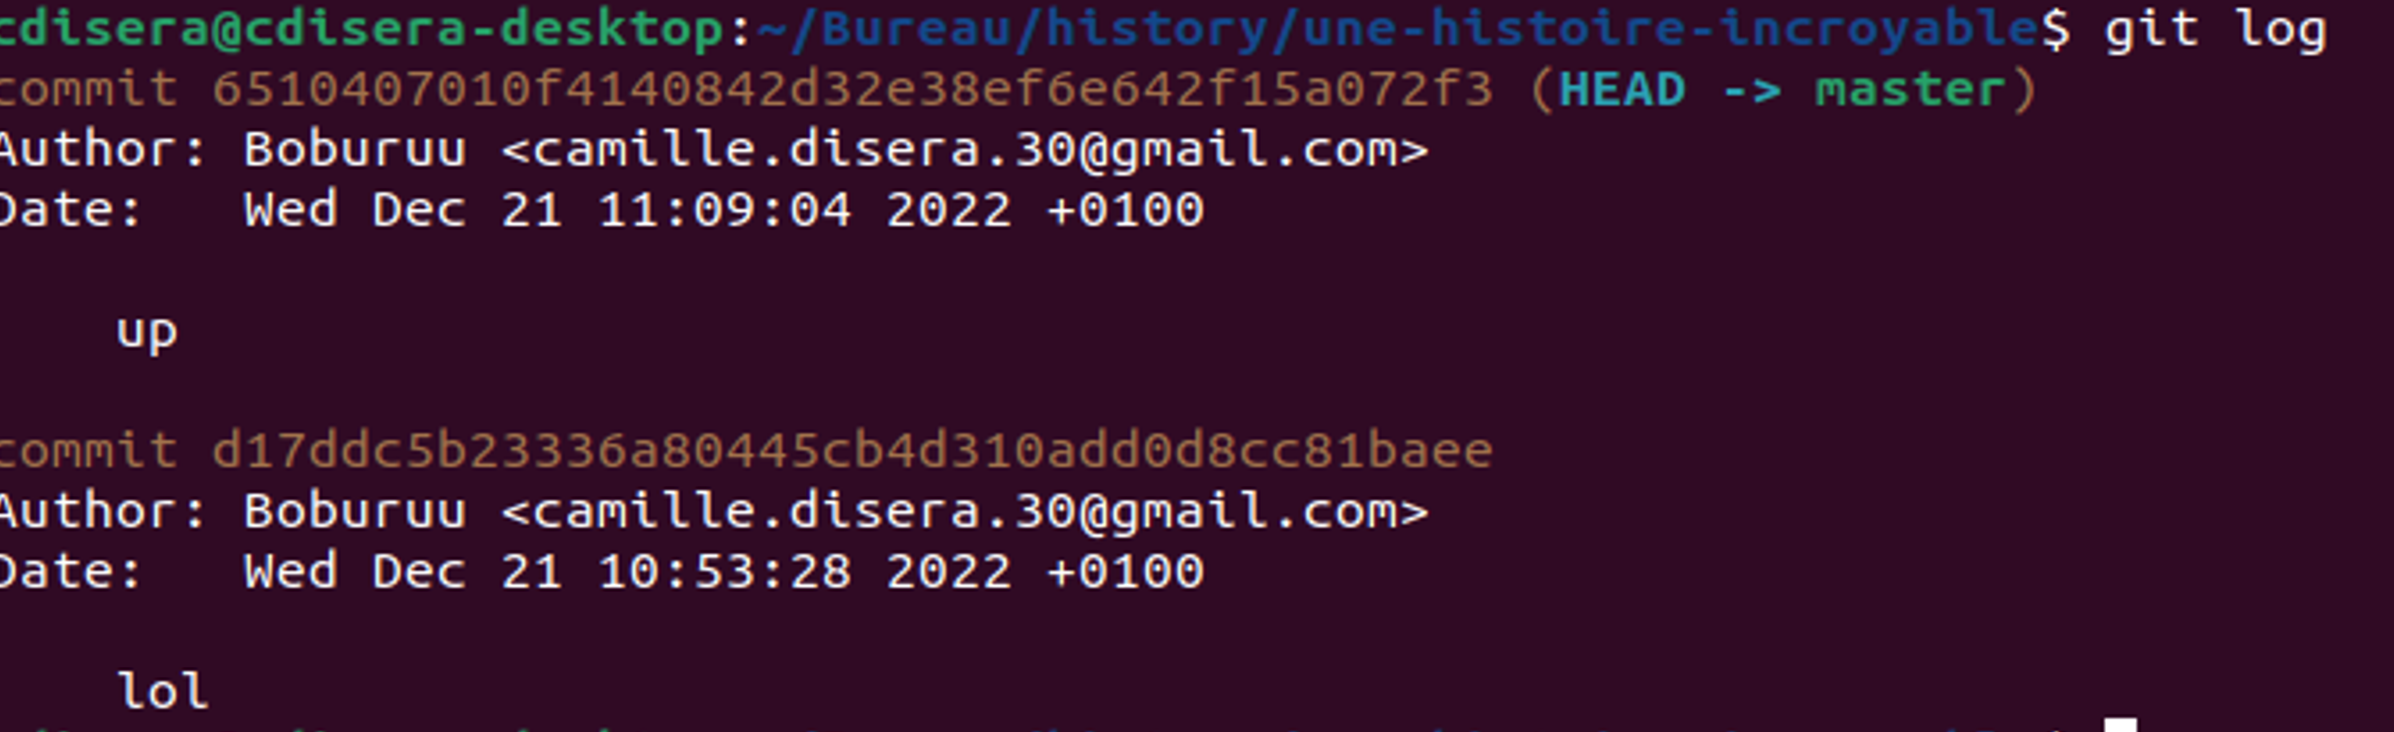 cdisera@cdisera-desktop:~/Bureau/history/une-histoire-incroyable$ git log
commit 6510407010f4140842d32e38ef6e642f15a072f3 (HEAD -> master)
Author: Boburuu <camille.disera.30@gmail.com>
Date:   Wed Dec 21 11:09:04 2022 +0100
up
commit d17ddc5b23336a80445cb4d310add0d8cc81baee
Author: Boburuu <camille.disera.30@gmail.com>
Date:   Wed Dec 21 10:53:28 2022 +0100
lol